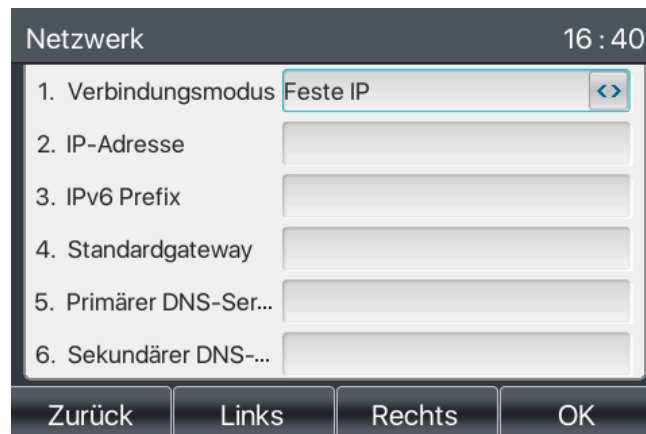 Netzwerk 16 : 40
1. Verbindungsmodus Feste IP <>
2. IP-Adresse
3. IPv6 Prefix
4. Standardgateway
5. Primärer DNS-Ser...
6. Sekundärer DNS-...
Zurück Links Rechts OK